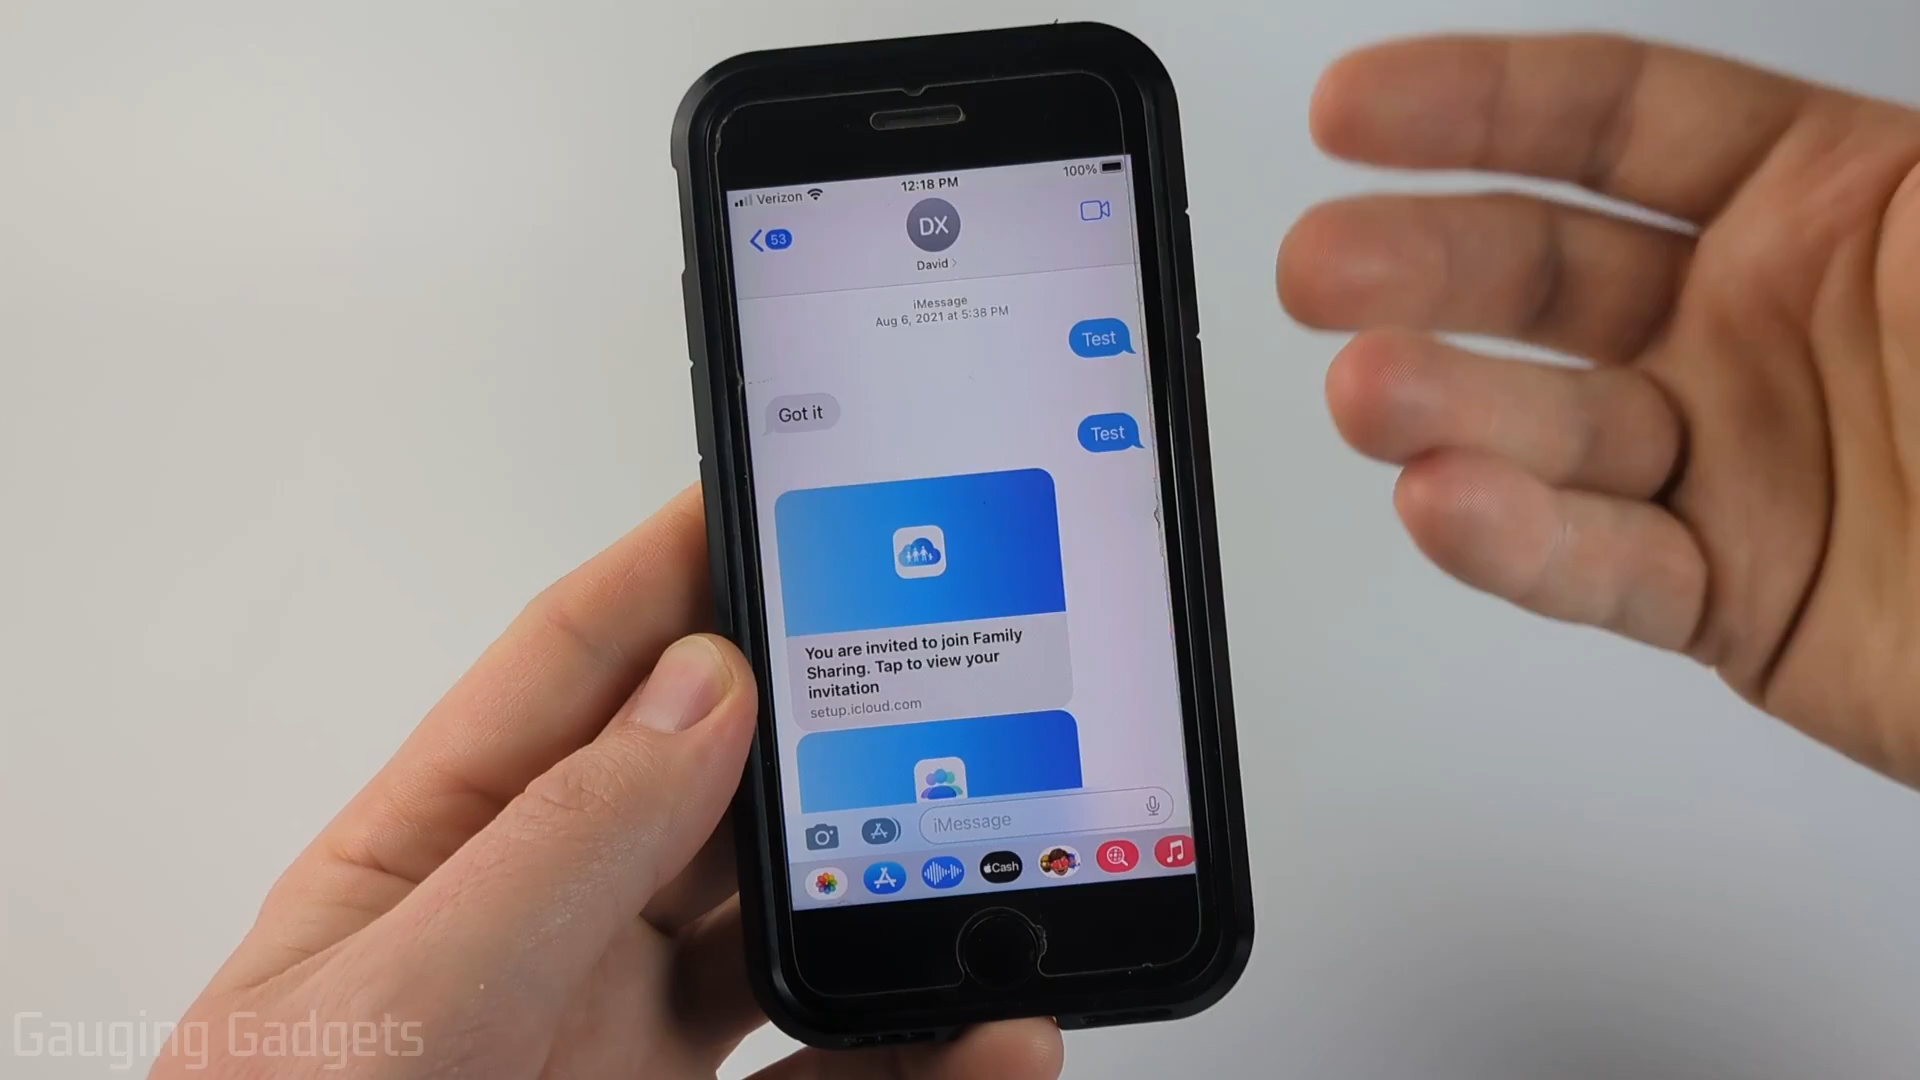 Verizon
12:18 PM
100%
53
DX
David
iMessage
Aug 6, 2021 at 5:38 PM
Test
Got it
Test
You are invited to join Family
Sharing. Tap to view your
invitation
setup.icloud.com
iMessage
Cash
Gauging Gadgets